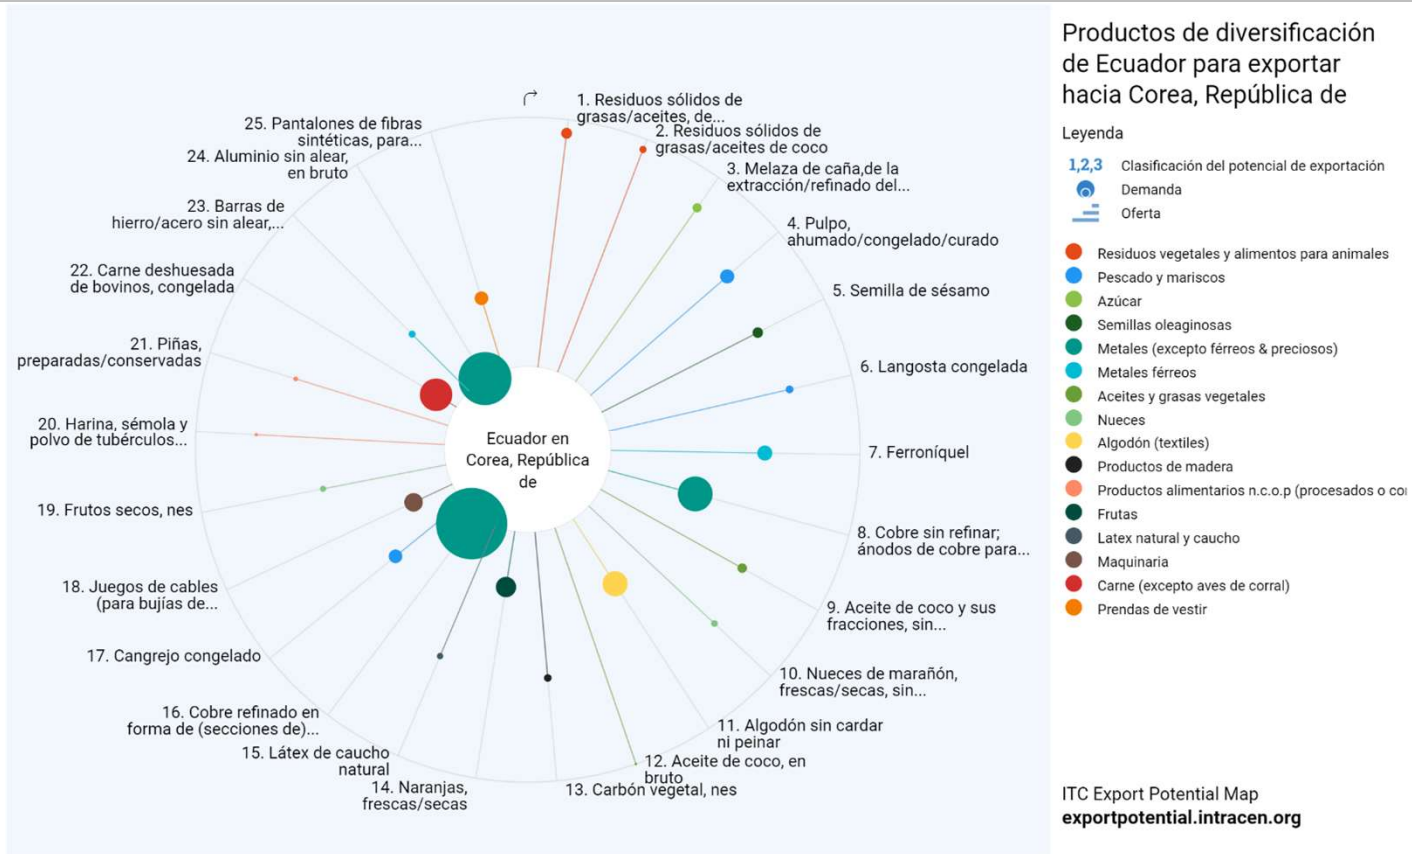 Productos de diversificación
de Ecuador para exportar
hacia Corea, República de
Leyenda
1,2,3 Clasificación del potencial de exportación
Demanda
Oferta
Residuos vegetales y alimentos para animales
Pescado y mariscos
Azúcar
Semillas oleaginosas
Metales (excepto férreos & preciosos)
Metales férreos
Aceites y grasas vegetales
Nueces
Algodón (textiles)
Productos de madera
Productos alimentarios n.c.o.p (procesados o co
Frutas
Latex natural y caucho
Maquinaria
Carne (excepto aves de corral)
Prendas de vestir
ITC Export Potential Map
exportpotential.intracen.org
Ecuador en
Corea, República
de
1. Residuos sólidos de
grasas/aceites, de...
2. Residuos sólidos de
grasas/aceites de coco
3. Melaza de caña,de la
extracción/refinado del...
4. Pulpo,
ahumado/congelado/curado
5. Semilla de sésamo
6. Langosta congelada
7. Ferroníquel
8. Cobre sin refinar;
ánodos de cobre para...
9. Aceite de coco y sus
fracciones, sin...
10. Nueces de marañón,
frescas/secas, sin...
11. Algodón sin cardar
ni peinar
12. Aceite de coco, en
bruto
13. Carbón vegetal, nes
14. Naranjas,
frescas/secas
15. Látex de caucho
natural
16. Cobre refinado en
forma de (secciones de)...
17. Cangrejo congelado
18. Juegos de cables
(para bujías de...
19. Frutos secos, nes
20. Harina, sémola y
polvo de tubérculos...
21. Piñas,
preparadas/conservadas
22. Carne deshuesada
de bovinos, congelada
23. Barras de
hierro/acero sin alear,...
24. Aluminio sin alear,
en bruto
25. Pantalones de fibras
sintéticas, para...